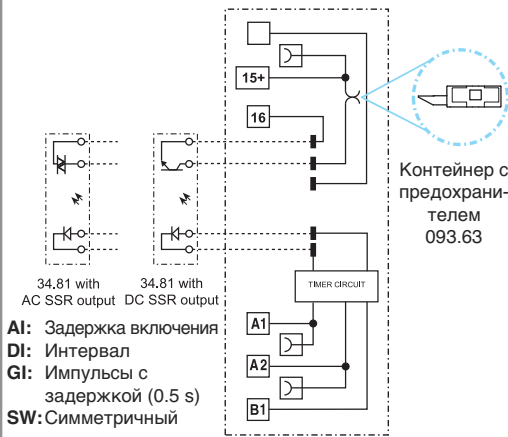 15+
16
Контейнер с
предохрани-
телем
093.63
34.81 with
AC SSR output
34.81 with
DC SSR output
TIMER CIRCUIT
A1
A2
B1
AI: Задержка включения
DI: Интервал
GI: Импульсы с
задержкой (0.5 s)
SW: Симметричный